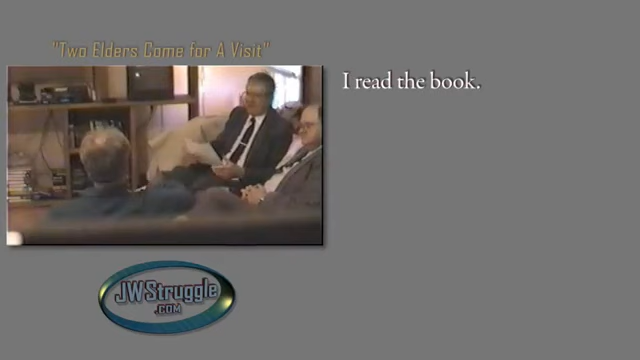 "Two Elders Come for A Visit"
I read the book.
JWStruggle
.COM